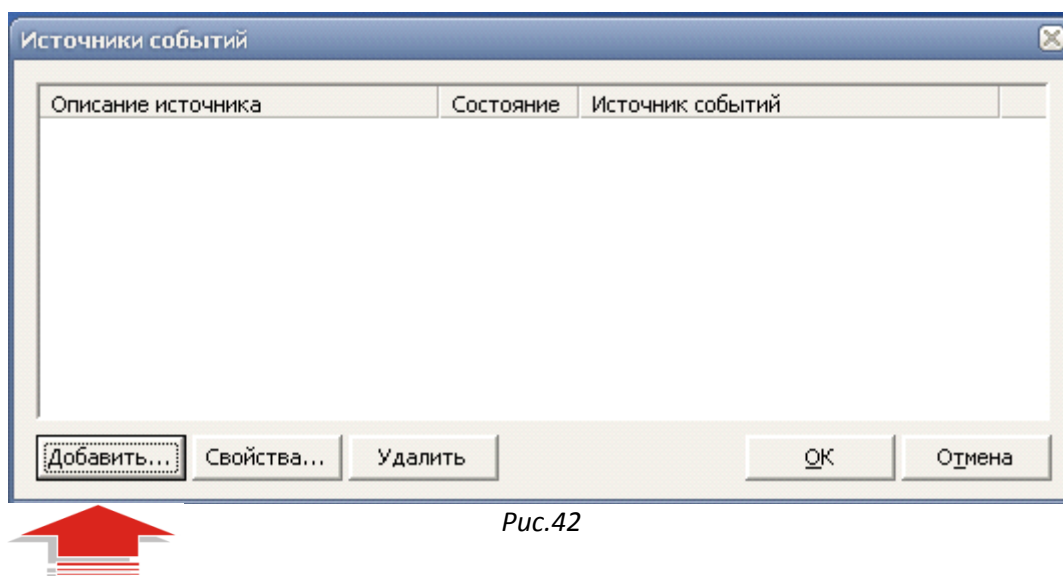 Источники событий
Описание источника Состояние Источник событий
Добавить... Свойства... Удалить ОК Отмена
Рис.42